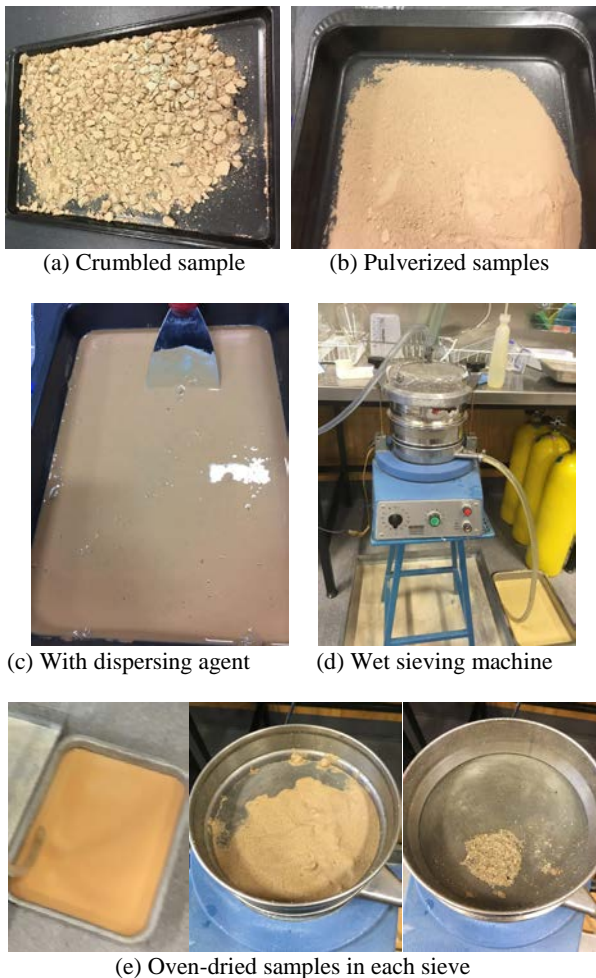 (a) Crumbled sample
(b) Pulverized samples
(c) With dispersing agent
(d) Wet sieving machine
(e) Oven-dried samples in each sieve